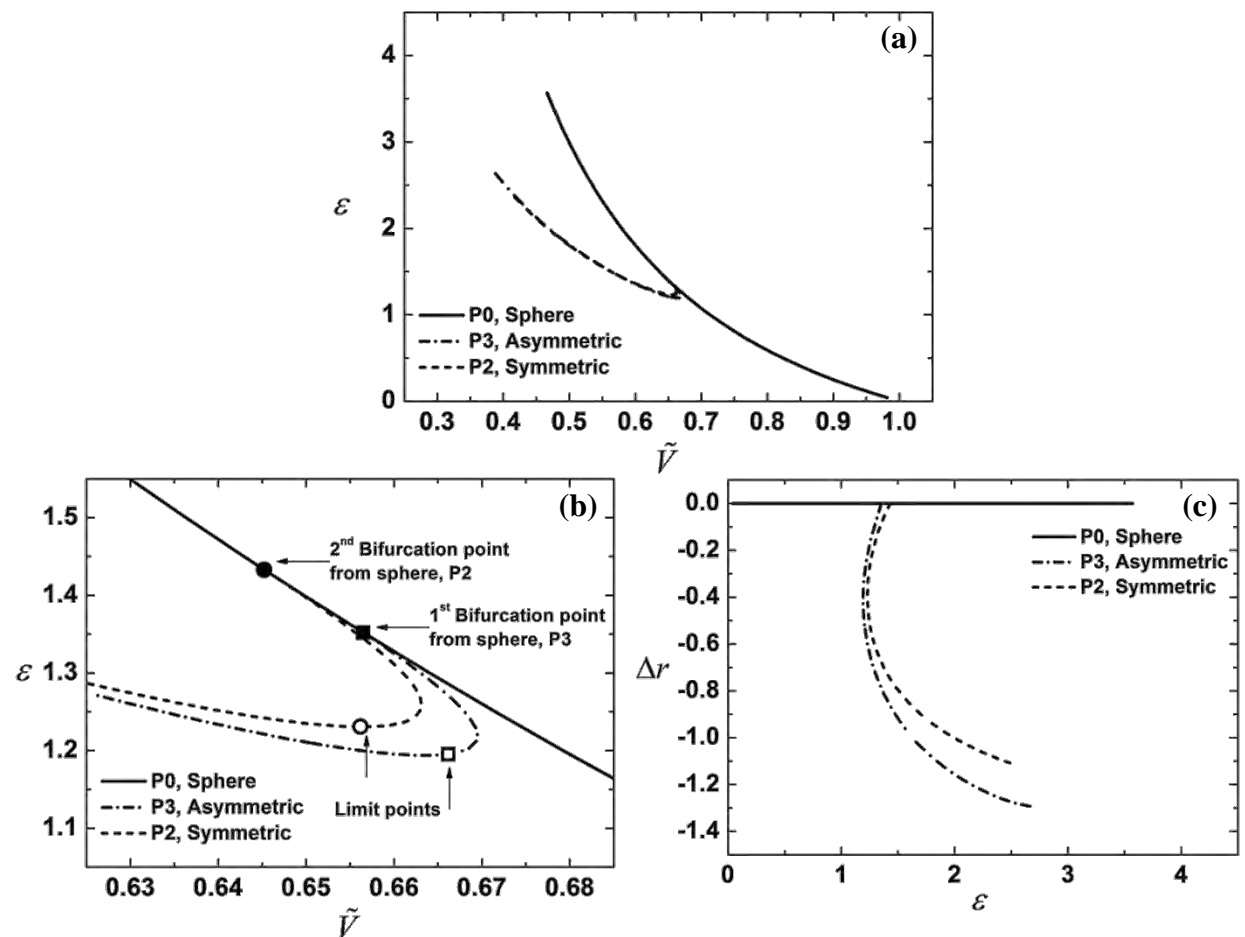 (a)
4
3
2
1
0
ε
P0, Sphere
P3, Asymmetric
P2, Symmetric
0.3 0.4 0.5 0.6 0.7 0.8 0.9 1.0
Ṽ
(b)
1.5
1.4
1.3
1.2
1.1
ε
2nd Bifurcation point
from sphere, P2
1st Bifurcation point
from sphere, P3
P0, Sphere
P3, Asymmetric
P2, Symmetric
Limit points
0.63 0.64 0.65 0.66 0.67 0.68
Ṽ
(c)
0.0
-0.2
-0.4
-0.6
-0.8
-1.0
-1.2
-1.4
Δr
P0, Sphere
P3, Asymmetric
P2, Symmetric
0 1 2 3 4
ε